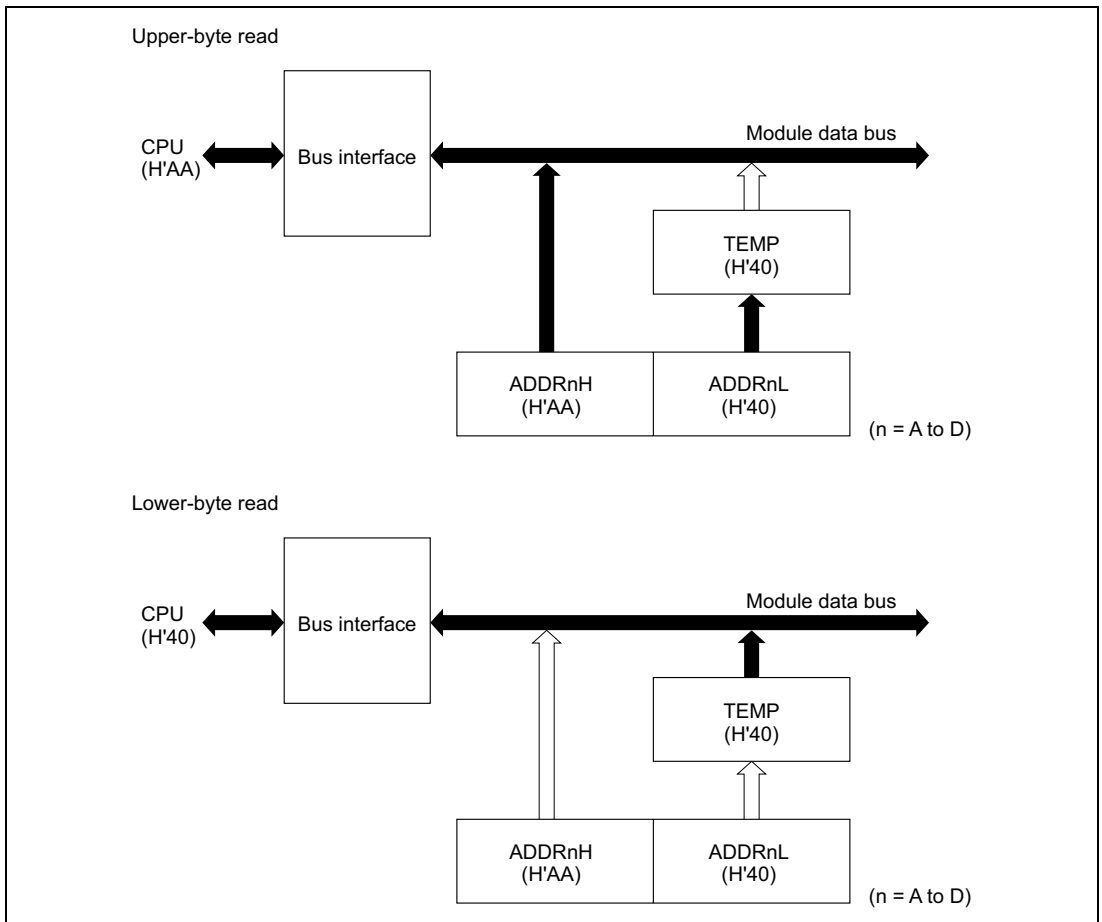 Upper-byte read
CPU
(H'AA)
Bus interface
Module data bus
TEMP
(H'40)
ADDRnH
(H'AA)
ADDRnL
(H'40)
(n = A to D)
Lower-byte read
CPU
(H'40)
Bus interface
Module data bus
TEMP
(H'40)
ADDRnH
(H'AA)
ADDRnL
(H'40)
(n = A to D)